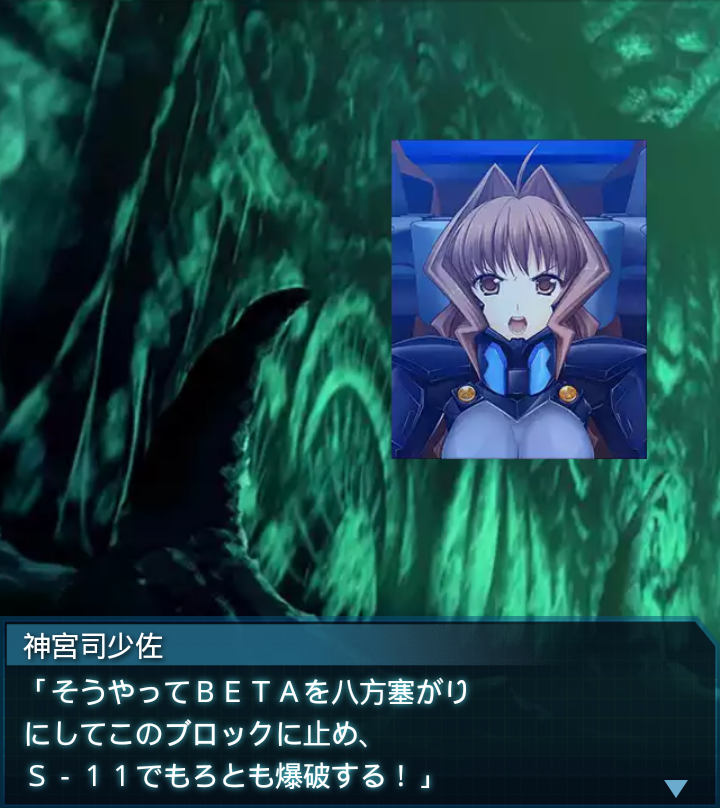 神宮司少佐
「そうやってＢＥＴＡを八方塞がり
にしてこのブロックに止め、
Ｓ‐１１でもろとも爆破する！」